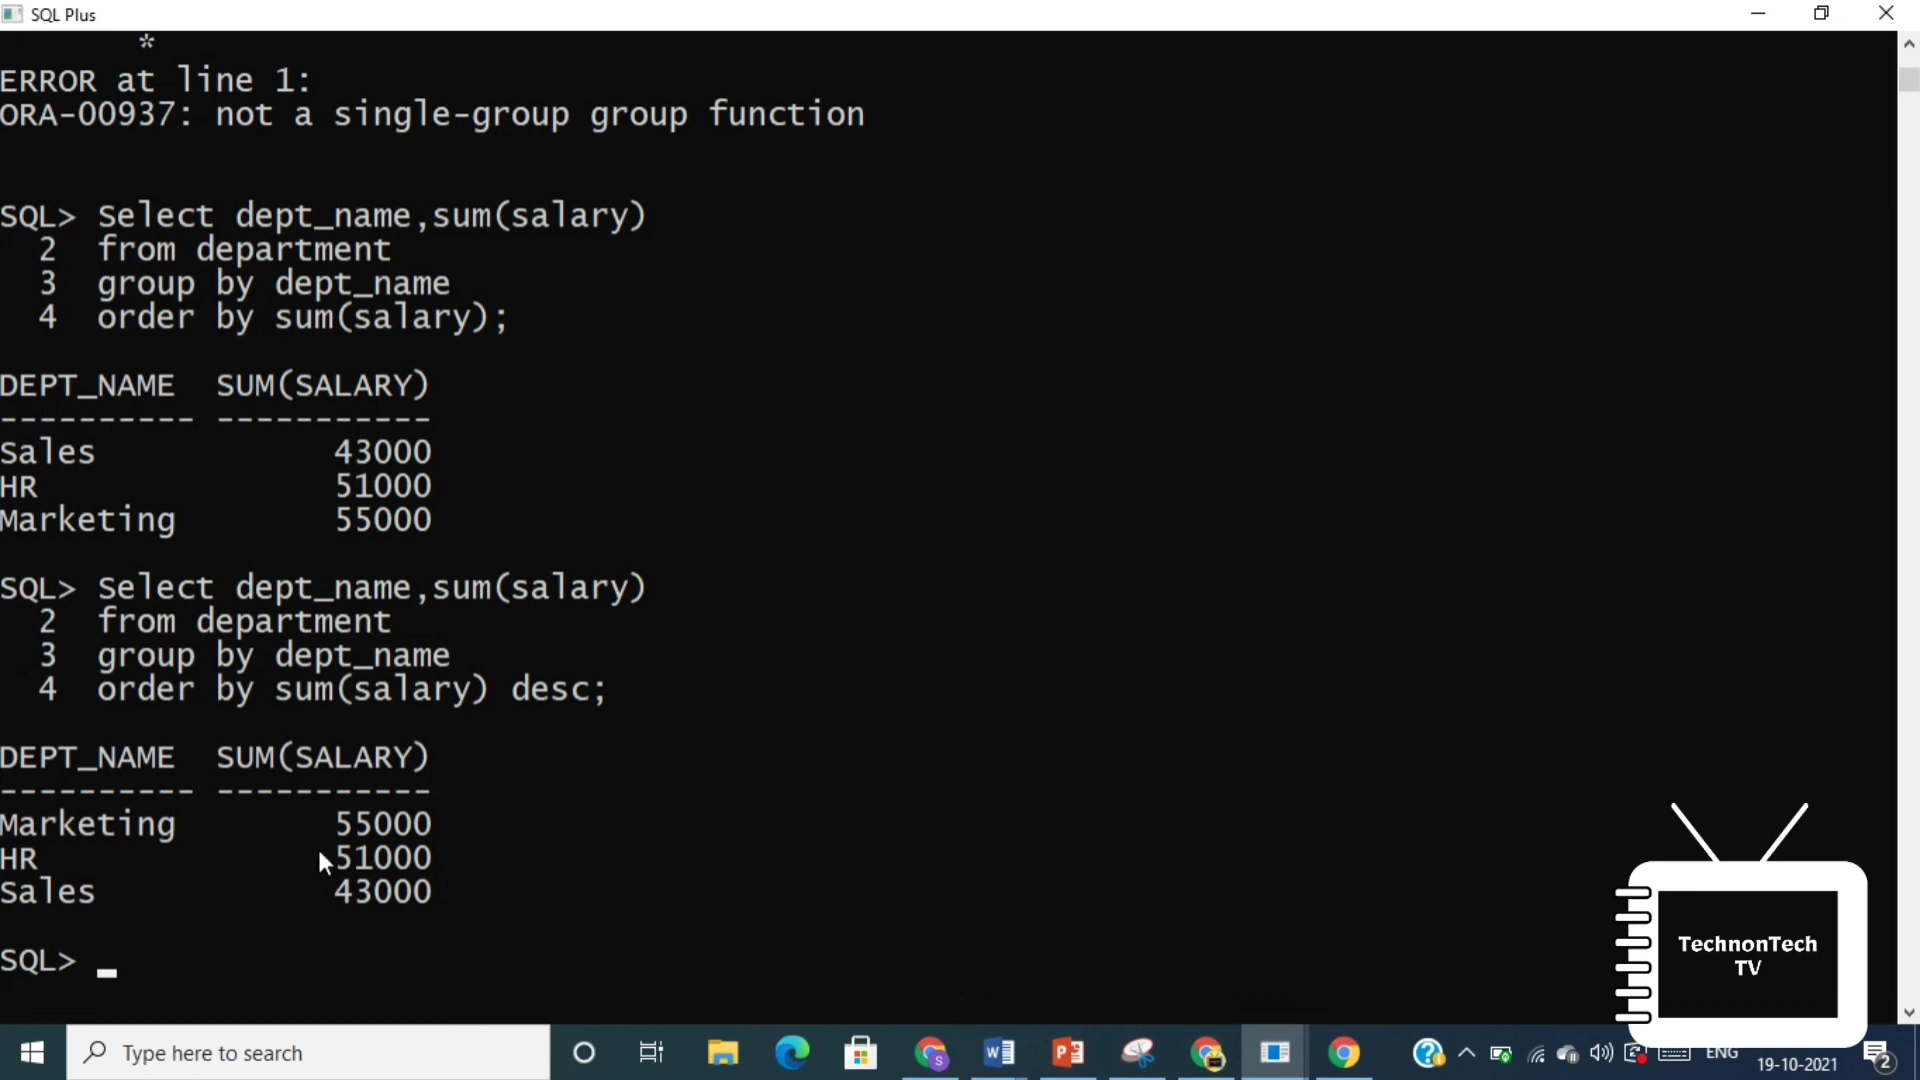 SQL Plus
*
ERROR at line 1:
ORA-00937: not a single-group group function
SQL> Select dept_name,sum(salary)
2 from department
3 group by dept_name
4 order by sum(salary);
DEPT_NAME SUM(SALARY)
---------- -----------
Sales 43000
HR 51000
Marketing 55000
SQL> Select dept_name,sum(salary)
2 from department
3 group by dept_name
4 order by sum(salary) desc;
DEPT_NAME SUM(SALARY)
---------- -----------
Marketing 55000
HR 51000
Sales 43000
SQL> _
TechnonTech
TV
Type here to search
S
W
P
ENG
19-10-2021
2